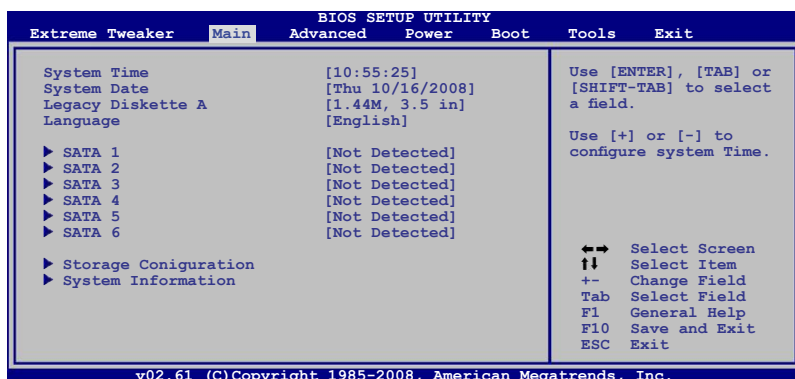 BIOS SETUP UTILITY
Extreme Tweaker Main Advanced Power Boot Tools Exit
System Time [10:55:25]
System Date [Thu 10/16/2008]
Legacy Diskette A [1.44M, 3.5 in]
Language [English]
SATA 1 [Not Detected]
SATA 2 [Not Detected]
SATA 3 [Not Detected]
SATA 4 [Not Detected]
SATA 5 [Not Detected]
SATA 6 [Not Detected]
Storage Coniguration
System Information
Use [ENTER], [TAB] or
[SHIFT-TAB] to select
a field.
Use [+] or [-] to
configure system Time.
←→ Select Screen
↑↓ Select Item
+- Change Field
Tab Select Field
F1 General Help
F10 Save and Exit
ESC Exit
v02.61 (C)Copyright 1985-2008, American Megatrends, Inc.